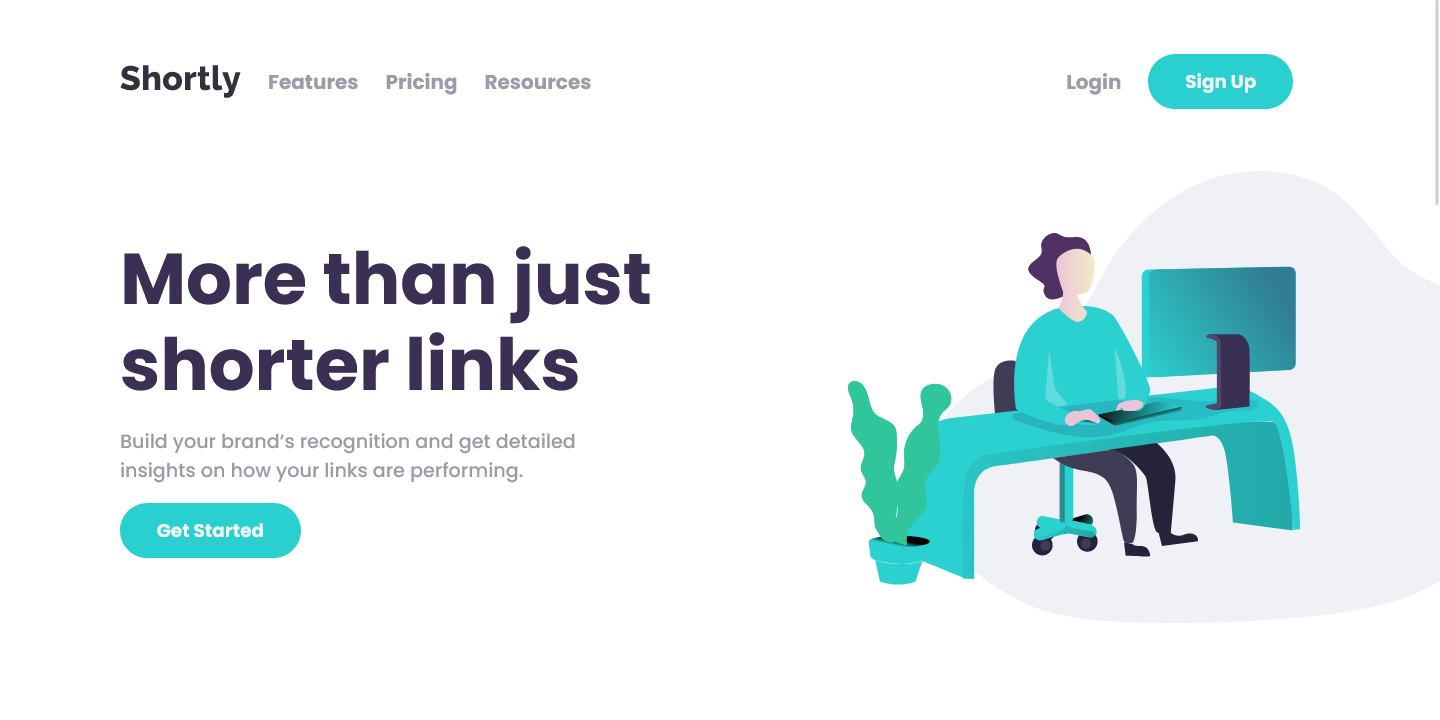 Shortly Features Pricing Resources Login Sign Up
More than just
shorter links
Build your brand’s recognition and get detailed
insights on how your links are performing.
Get Started